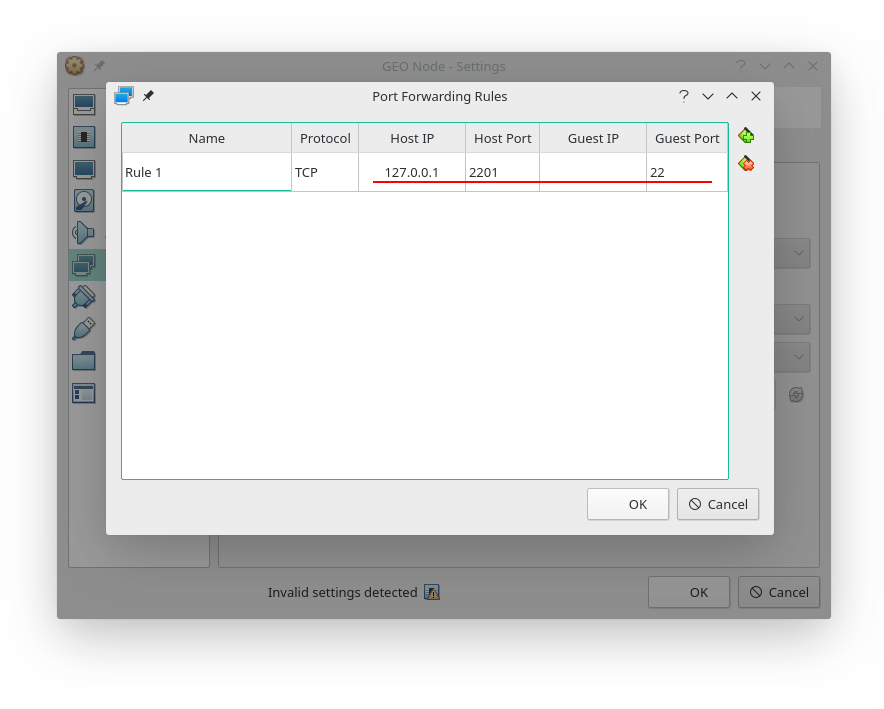 GEO Node - Settings
Port Forwarding Rules
Name Protocol Host IP Host Port Guest IP Guest Port
Rule 1 TCP 127.0.0.1 2201 22
OK Cancel
Invalid settings detected OK Cancel